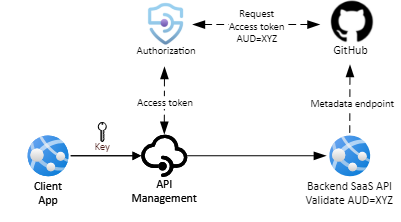 Request
Access token
AUD=XYZ
Authorization
GitHub
Access token
Metadata endpoint
Key
Client
App
API
Management
Backend SaaS API
Validate AUD=XYZ